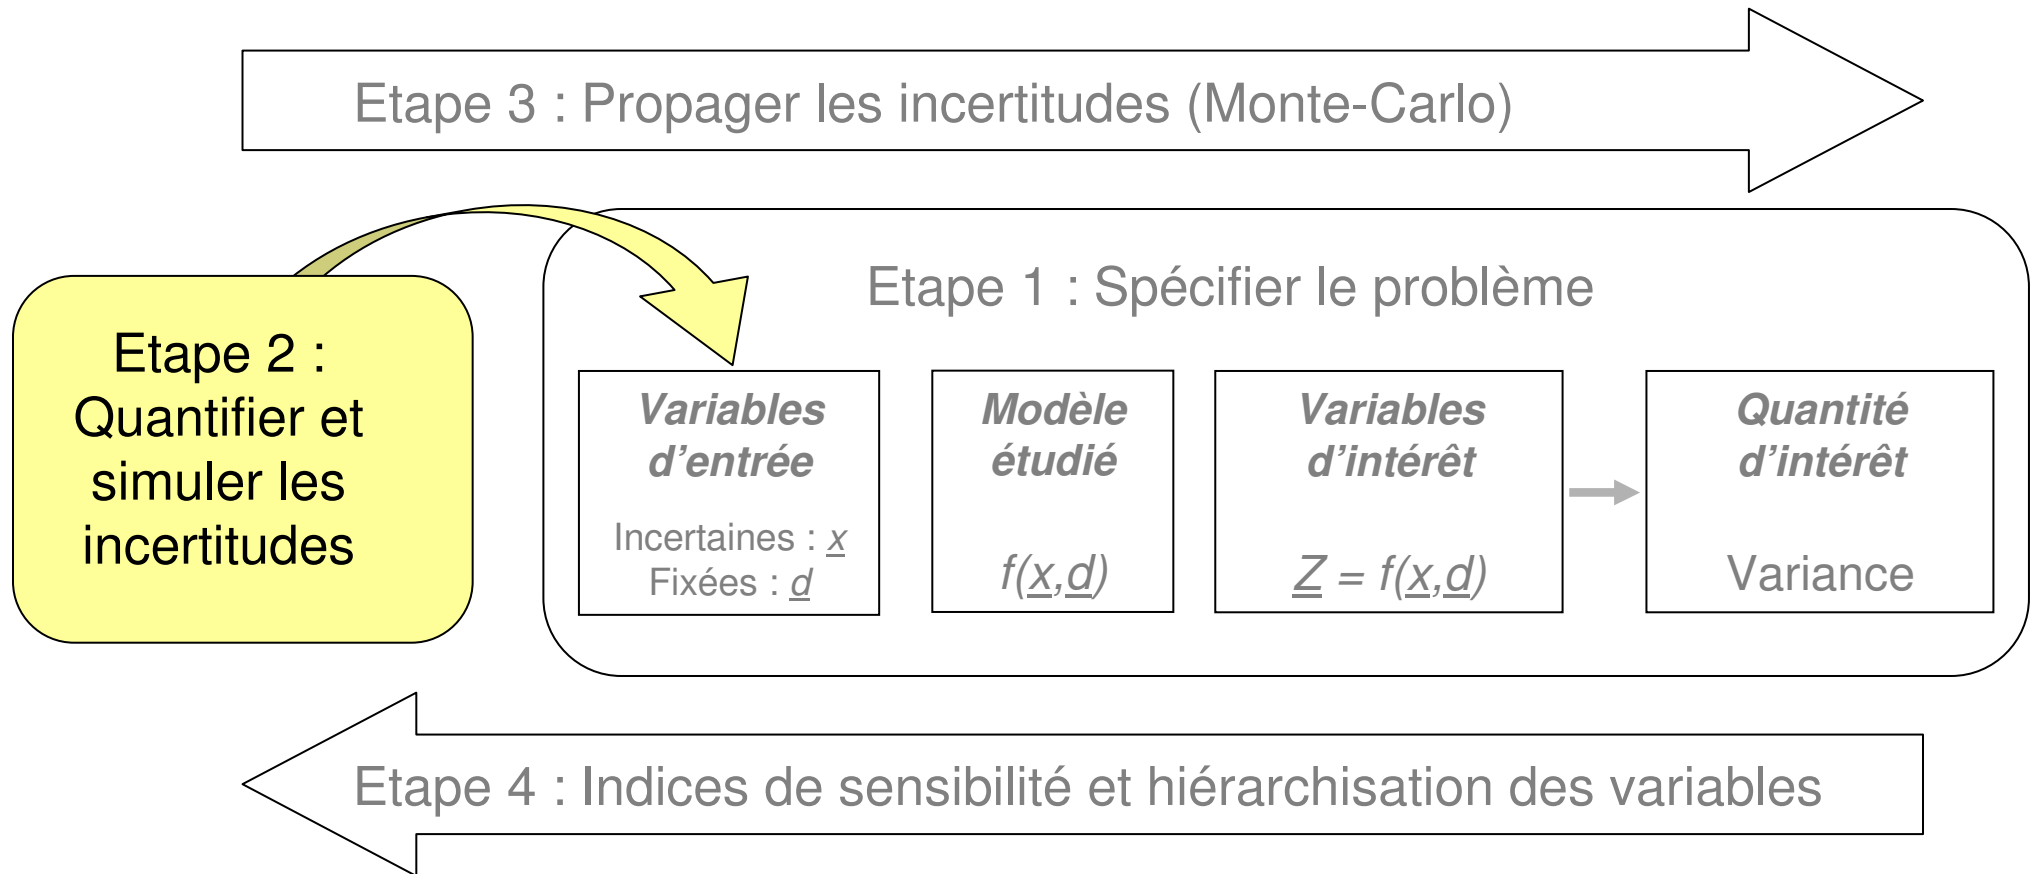 Etape 3 : Propager les incertitudes (Monte-Carlo)
Etape 2 :
Quantifier et
simuler les
incertitudes
Etape 1 : Spécifier le problème
Variables
d’entrée
Incertaines : x
Fixées : d
Modèle
étudié
f(x,d)
Variables
d’intérêt
Z = f(x,d)
Quantité
d’intérêt
Variance
Etape 4 : Indices de sensibilité et hiérarchisation des variables